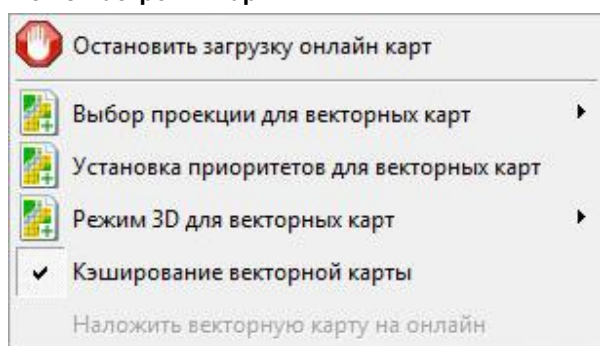 Остановить загрузку онлайн карт
Выбор проекции для векторных карт
Установка приоритетов для векторных карт
Режим 3D для векторных карт
Кэширование векторной карты
Наложить векторную карту на онлайн